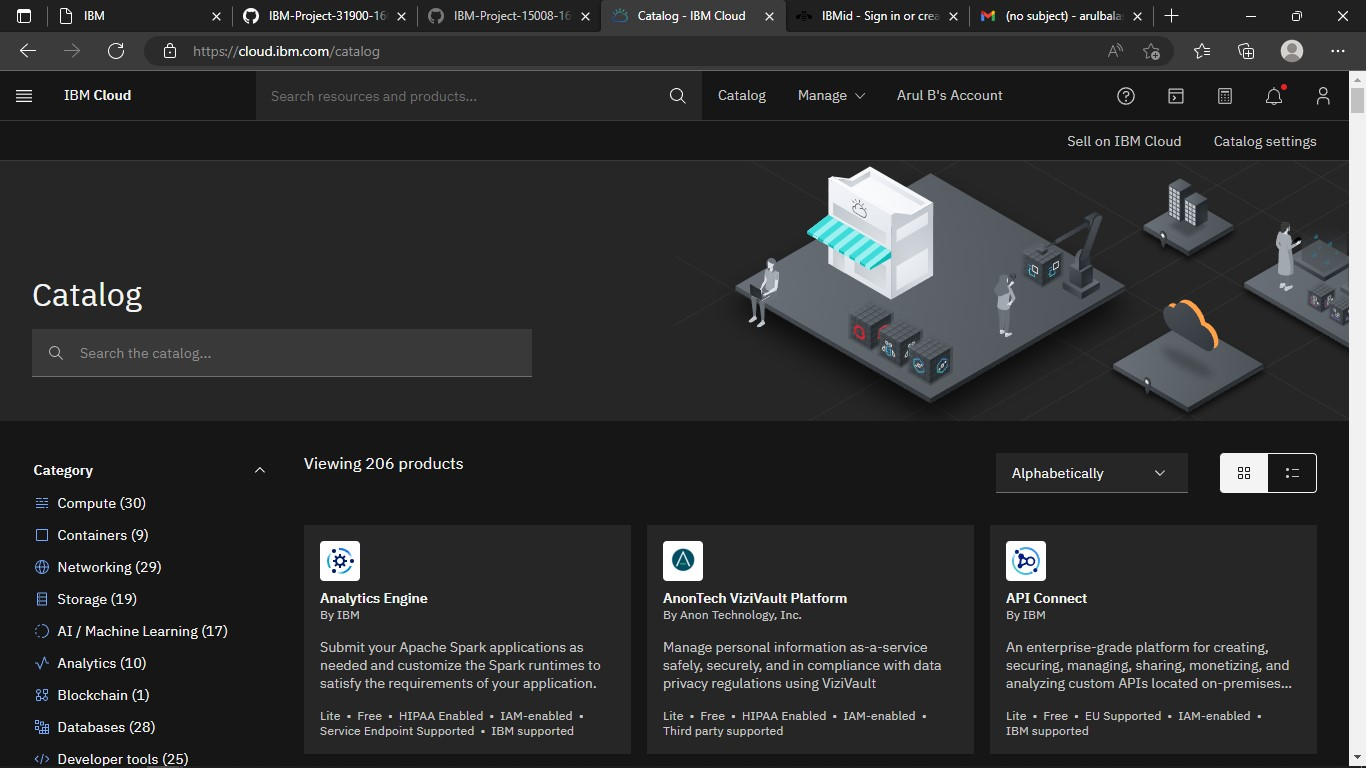 IBM
IBM-Project-31900-16
IBM-Project-15008-16
Catalog - IBM Cloud
IBMid - Sign in or crea
(no subject) - arulbala
https://cloud.ibm.com/catalog
IBM Cloud
Search resources and products...
Catalog
Manage
Arul B's Account
Sell on IBM Cloud
Catalog settings
Catalog
Search the catalog...
Category
Compute (30)
Containers (9)
Networking (29)
Storage (19)
AI / Machine Learning (17)
Analytics (10)
Blockchain (1)
Databases (28)
Developer tools (25)
Viewing 206 products
Alphabetically
Analytics Engine
By IBM
Submit your Apache Spark applications as
needed and customize the Spark runtimes to
satisfy the requirements of your application.
Lite • Free • HIPAA Enabled • IAM-enabled •
Service Endpoint Supported • IBM supported
AnonTech ViziVault Platform
By Anon Technology, Inc.
Manage personal information as-a-service
safely, securely, and in compliance with data
privacy regulations using ViziVault
Lite • Free • HIPAA Enabled • IAM-enabled •
Third party supported
API Connect
By IBM
An enterprise-grade platform for creating,
securing, managing, sharing, monetizing, and
analyzing custom APIs located on-premises...
Lite • Free • EU Supported • IAM-enabled •
IBM supported